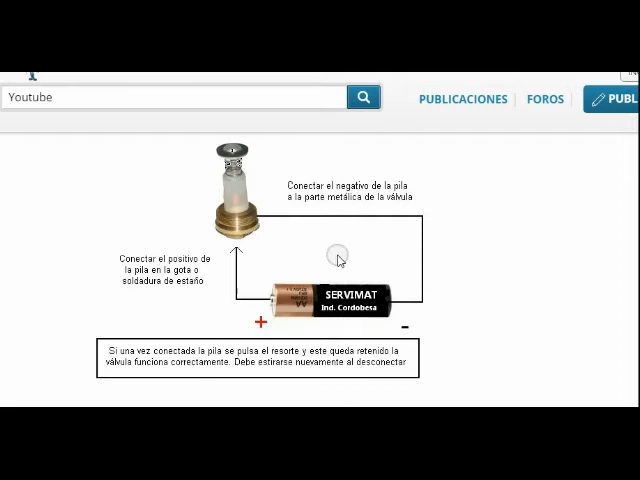 Youtube
PUBLICACIONES
FOROS
PUBL
Conectar el negativo de la pila
a la parte metálica de la válvula
Conectar el positivo de
la pila en la gota o
soldadura de estaño
SERVIMAT
Ind. Cordobesa
AA
+
-
Si una vez conectada la pila se pulsa el resorte y este queda retenido la
válvula funciona correctamente. Debe estirarse nuevamente al desconectar